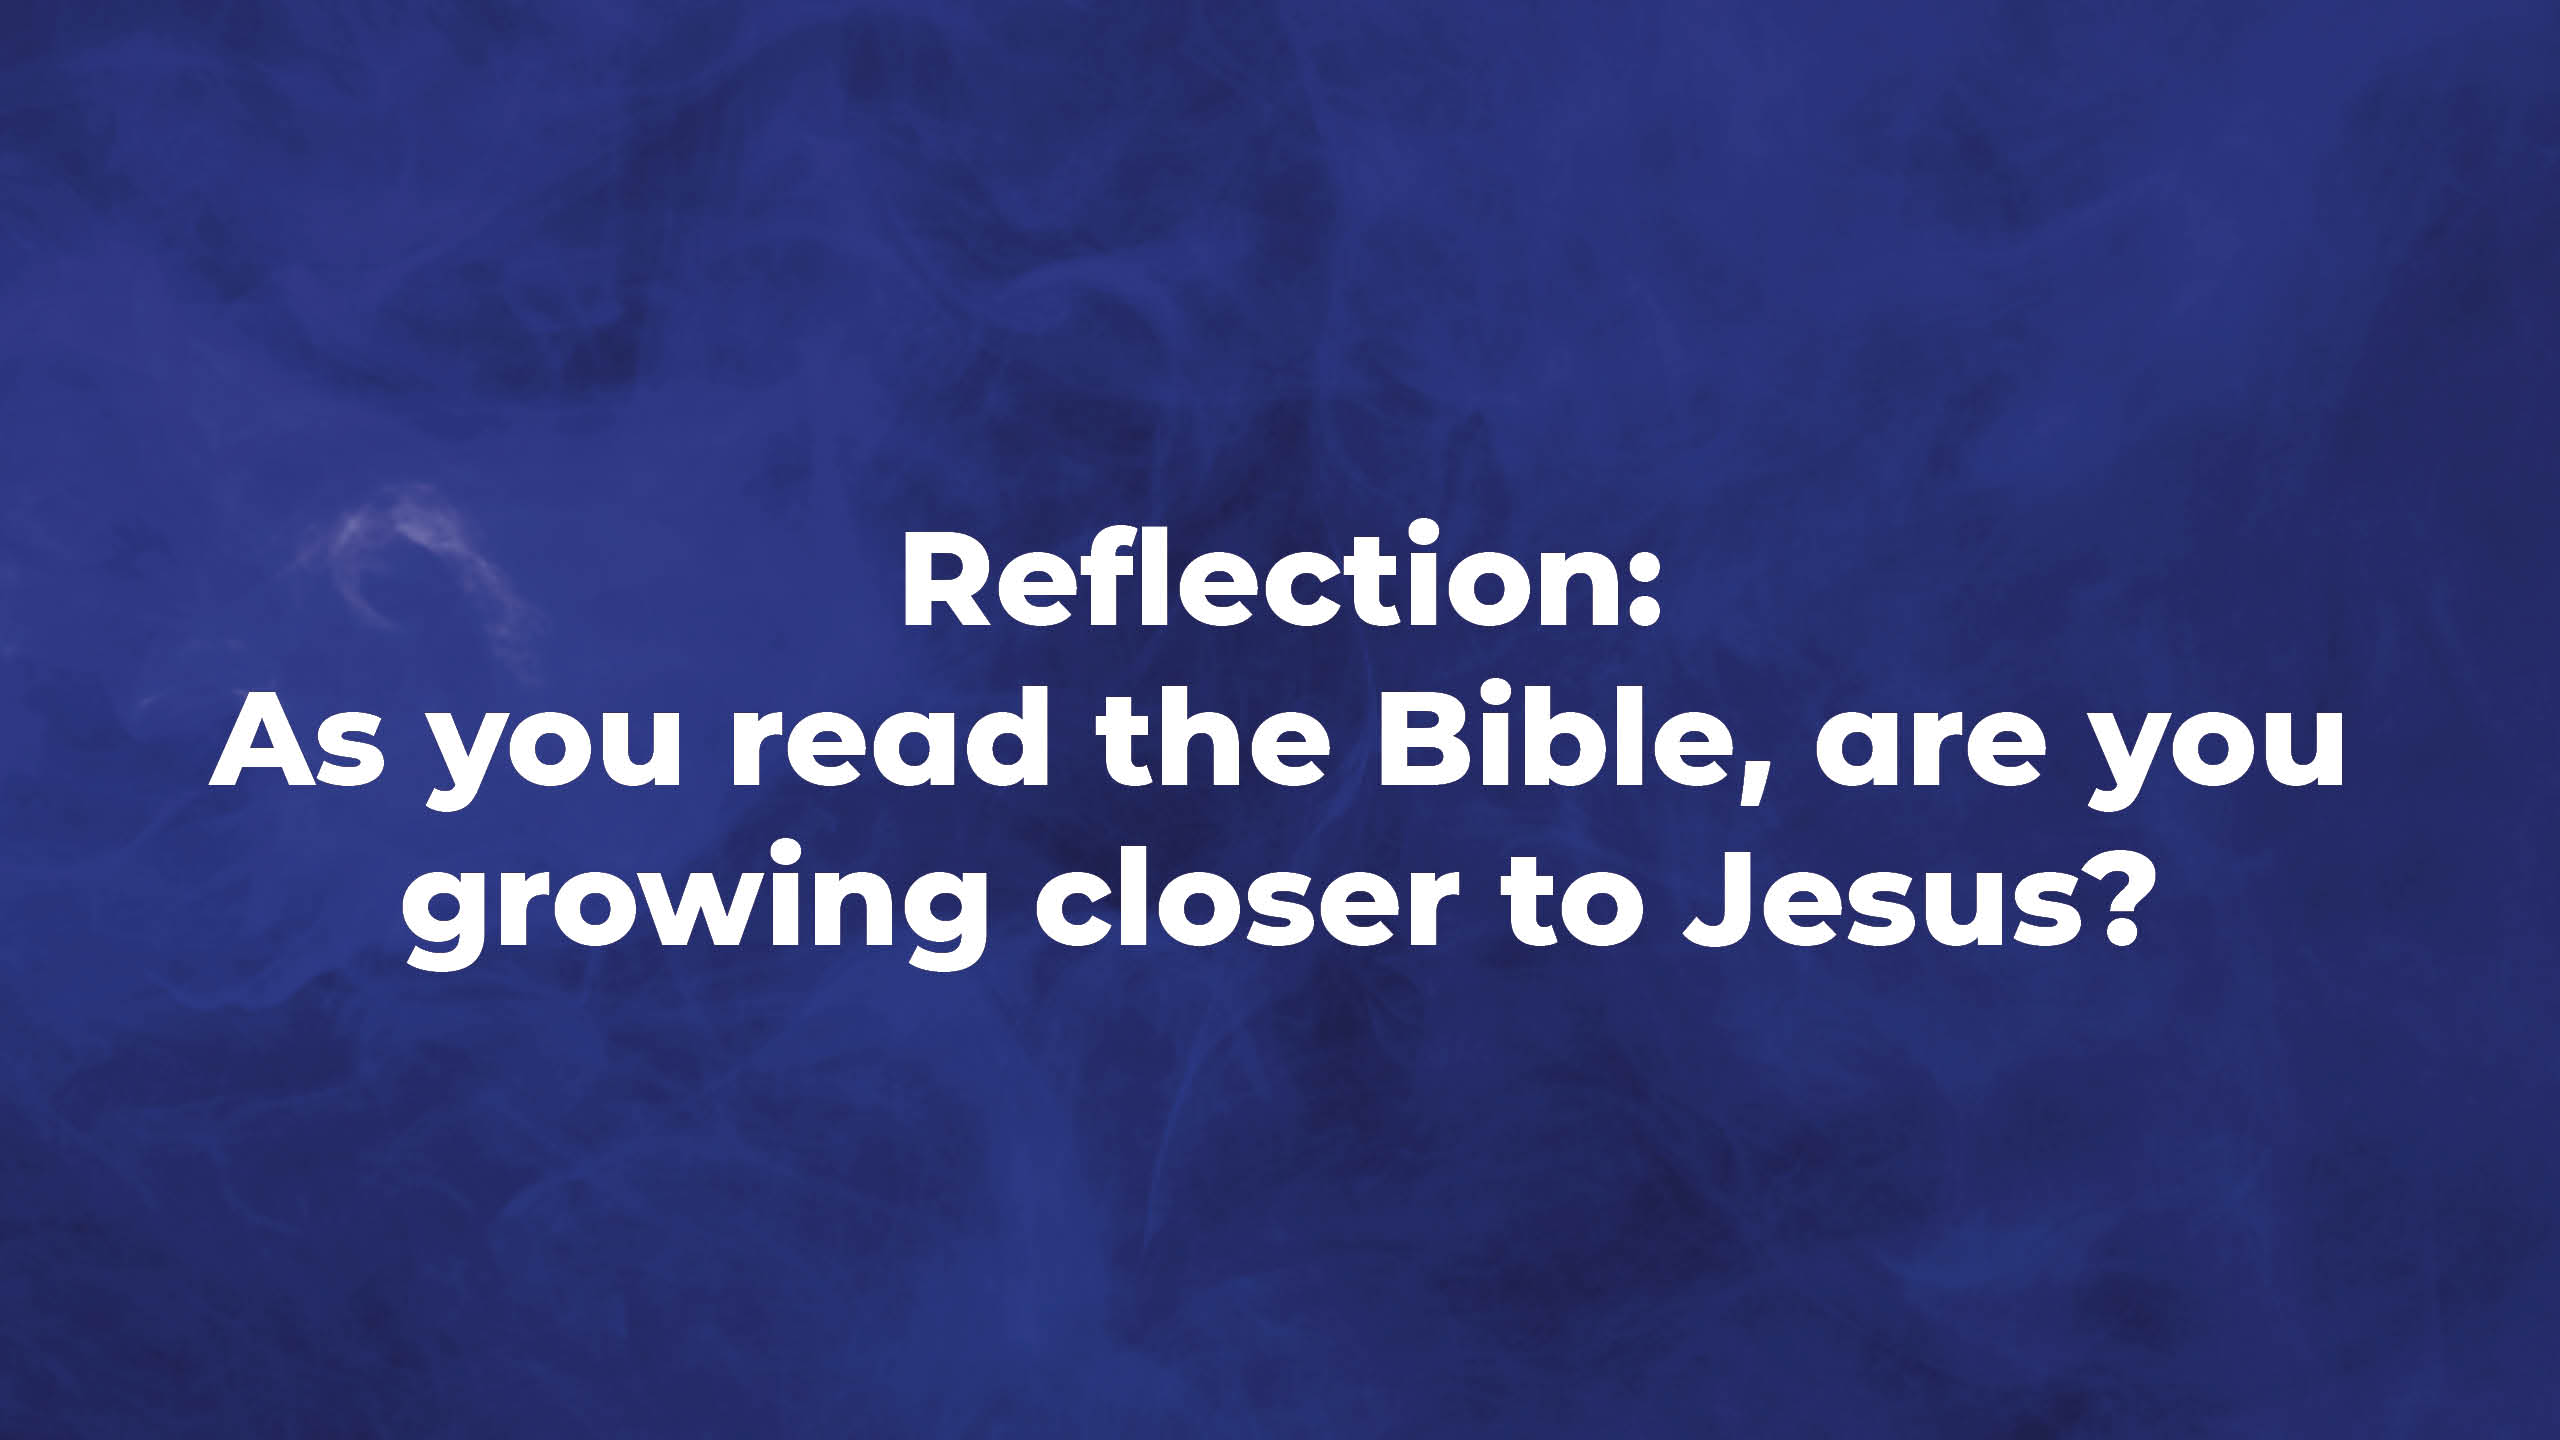 Reflection:
As you read the Bible, are you
growing closer to Jesus?